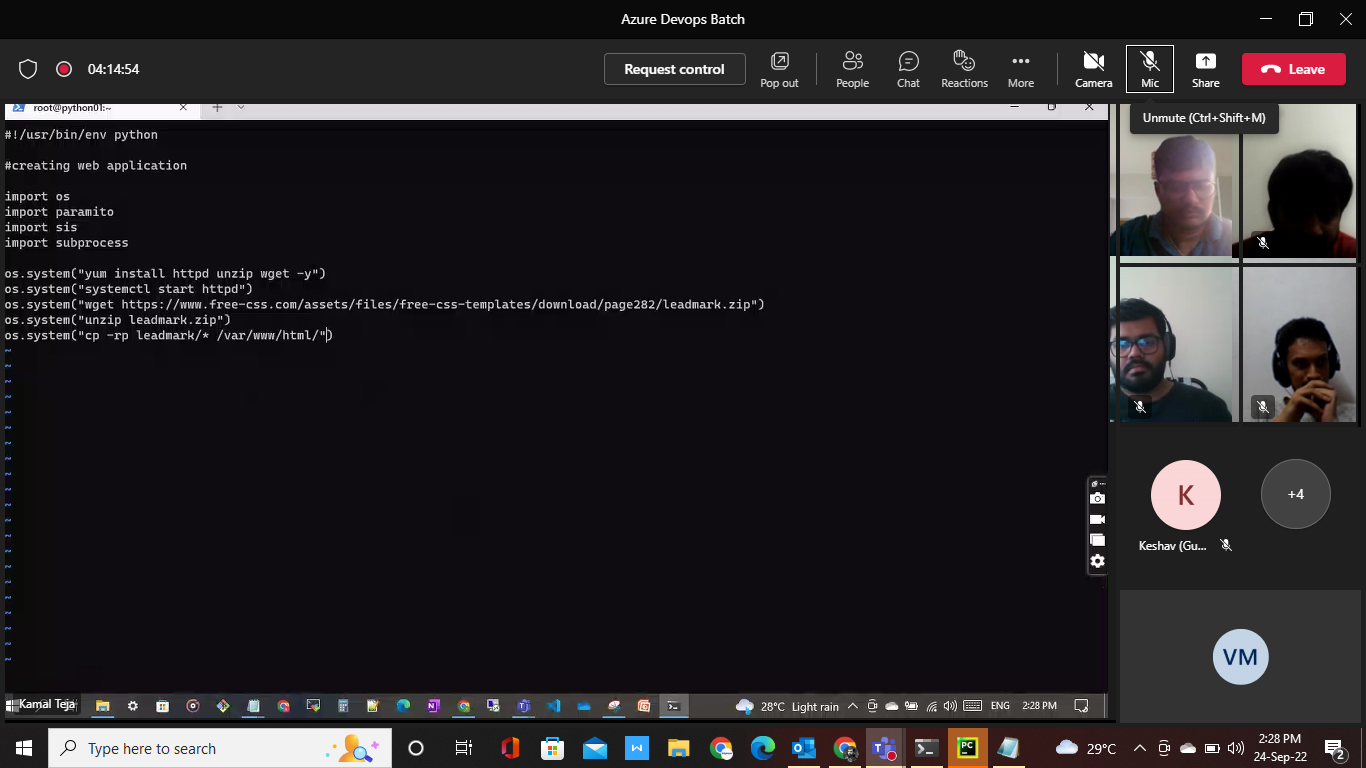 Azure Devops Batch
04:14:54
Request control
Pop out
People
Chat
Reactions
More
Camera
Mic
Share
Leave
Unmute (Ctrl+Shift+M)
root@python01:~
#!/usr/bin/env python
#creating web application
import os
import paramito
import sis
import subprocess
os.system("yum install httpd unzip wget -y")
os.system("systemctl start httpd")
os.system("wget https://www.free-css.com/assets/files/free-css-templates/download/page282/leadmark.zip")
os.system("unzip leadmark.zip")
os.system("cp -rp leadmark/* /var/www/html/")
K
+4
Keshav (Gu...
VM
Kamal Teja
28°C Light rain
ENG
2:28 PM
Type here to search
W
PC
29°C
2:28 PM
24-Sep-22
2